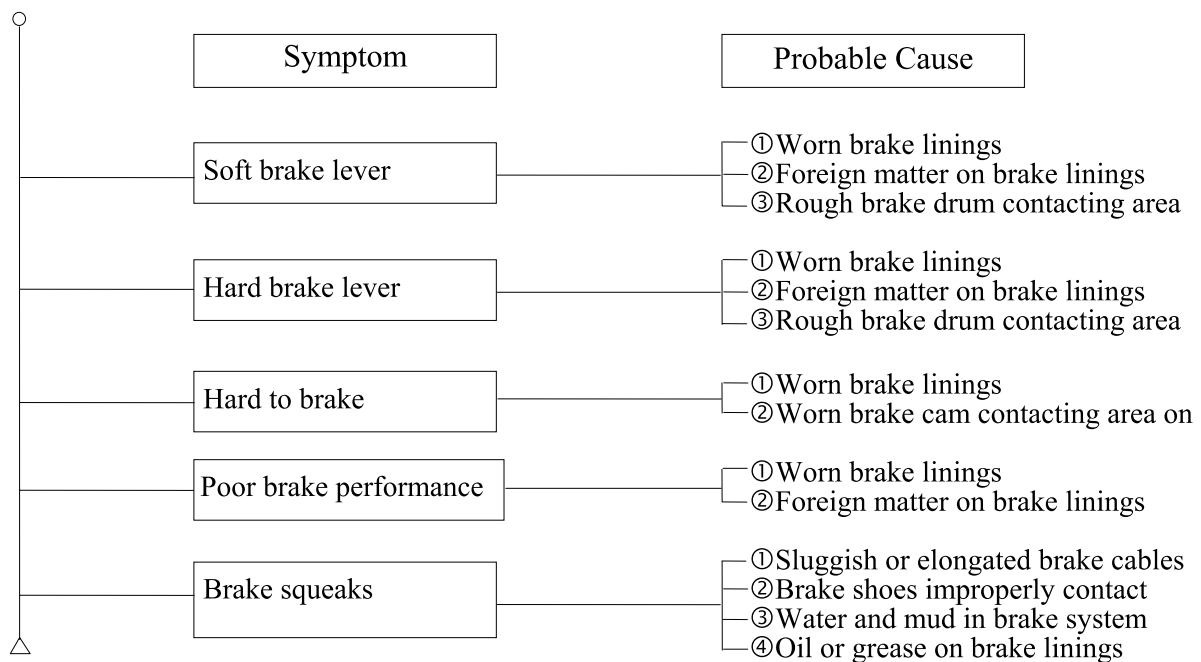 Symptom
Probable Cause
Soft brake lever
①Worn brake linings
②Foreign matter on brake linings
③Rough brake drum contacting area
Hard brake lever
①Worn brake linings
②Foreign matter on brake linings
③Rough brake drum contacting area
Hard to brake
①Worn brake linings
②Worn brake cam contacting area on
Poor brake performance
①Worn brake linings
②Foreign matter on brake linings
Brake squeaks
①Sluggish or elongated brake cables
②Brake shoes improperly contact
③Water and mud in brake system
④Oil or grease on brake linings